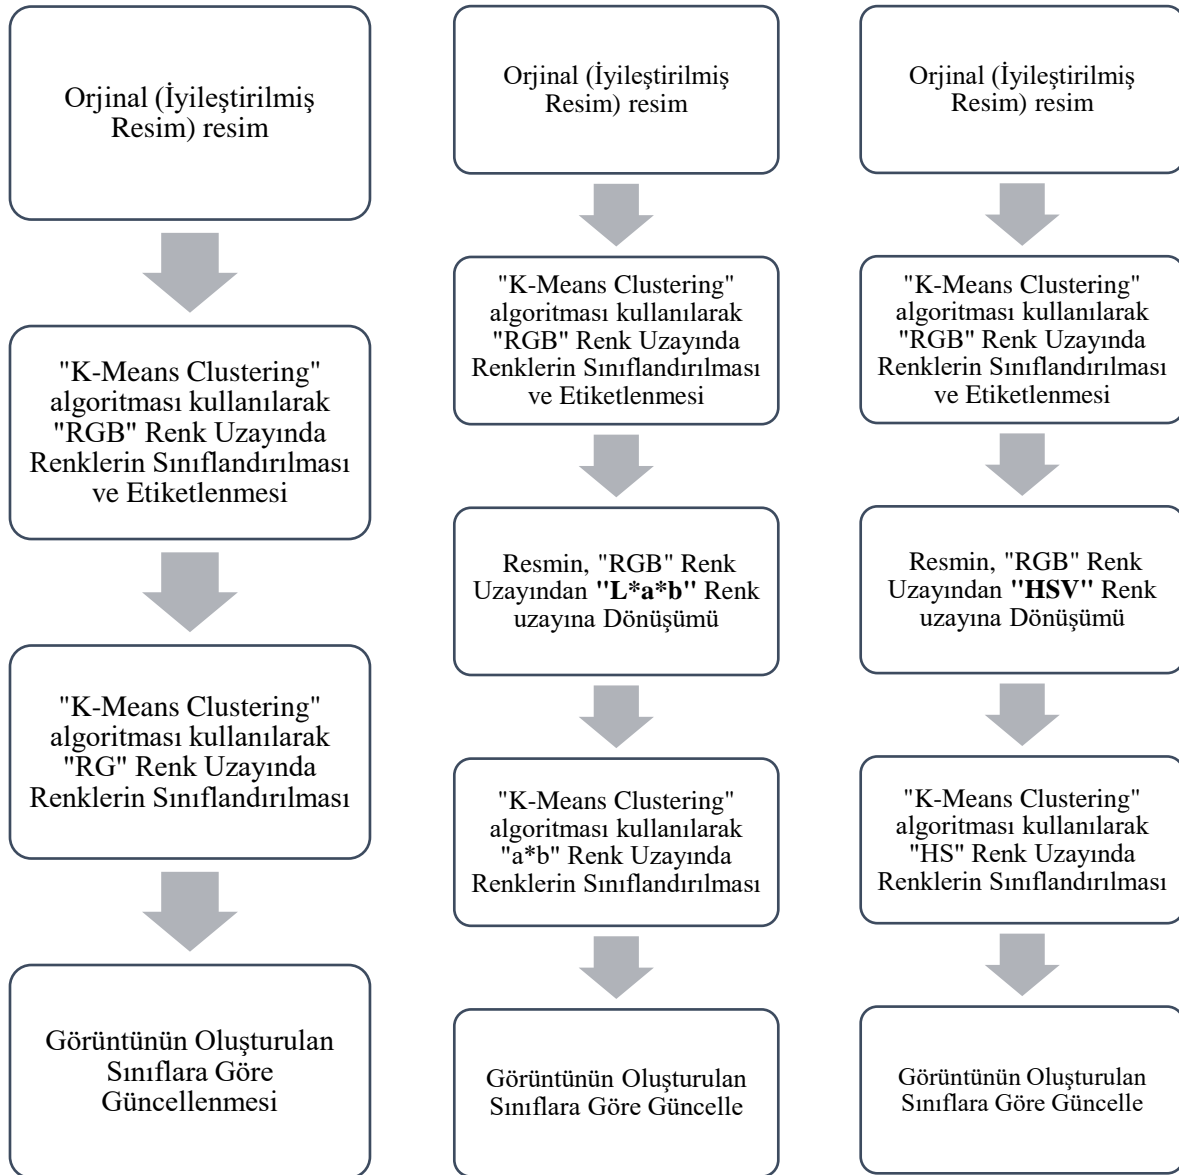 Orjinal (İyileştirilmiş
Resim) resim
"K-Means Clustering"
algoritması kullanılarak
"RGB" Renk Uzayında
Renklerin Sınıflandırılması
ve Etiketlenmesi
"K-Means Clustering"
algoritması kullanılarak
"RG" Renk Uzayında
Renklerin Sınıflandırılması
Görüntünün Oluşturulan
Sınıflara Göre
Güncellenmesi
Orjinal (İyileştirilmiş
Resim) resim
"K-Means Clustering"
algoritması kullanılarak
"RGB" Renk Uzayında
Renklerin Sınıflandırılması
ve Etiketlenmesi
Resmin, "RGB" Renk
Uzayından "L*a*b" Renk
uzayına Dönüşümü
"K-Means Clustering"
algoritması kullanılarak
"a*b" Renk Uzayında
Renklerin Sınıflandırılması
Görüntünün Oluşturulan
Sınıflara Göre Güncelle
Orjinal (İyileştirilmiş
Resim) resim
"K-Means Clustering"
algoritması kullanılarak
"RGB" Renk Uzayında
Renklerin Sınıflandırılması
ve Etiketlenmesi
Resmin, "RGB" Renk
Uzayından "HSV" Renk
uzayına Dönüşümü
"K-Means Clustering"
algoritması kullanılarak
"HS" Renk Uzayında
Renklerin Sınıflandırılması
Görüntünün Oluşturulan
Sınıflara Göre Güncelle